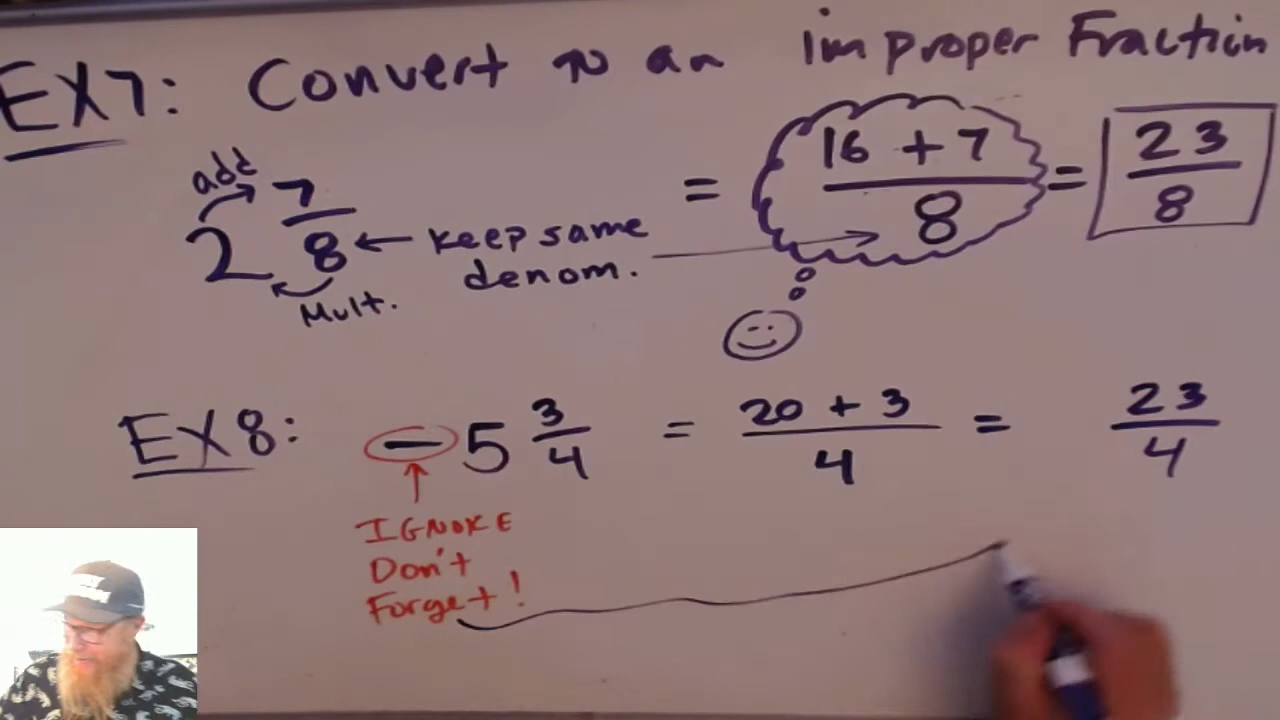 EX7: Convert to an improper Fraction
add
2 7/8 = 16 + 7/8 = 23/8
← keep same
denom.
Mult.
EX8: - 5 3/4 = 20 + 3/4 = 23/4
IGNORE
Don't
Forget!